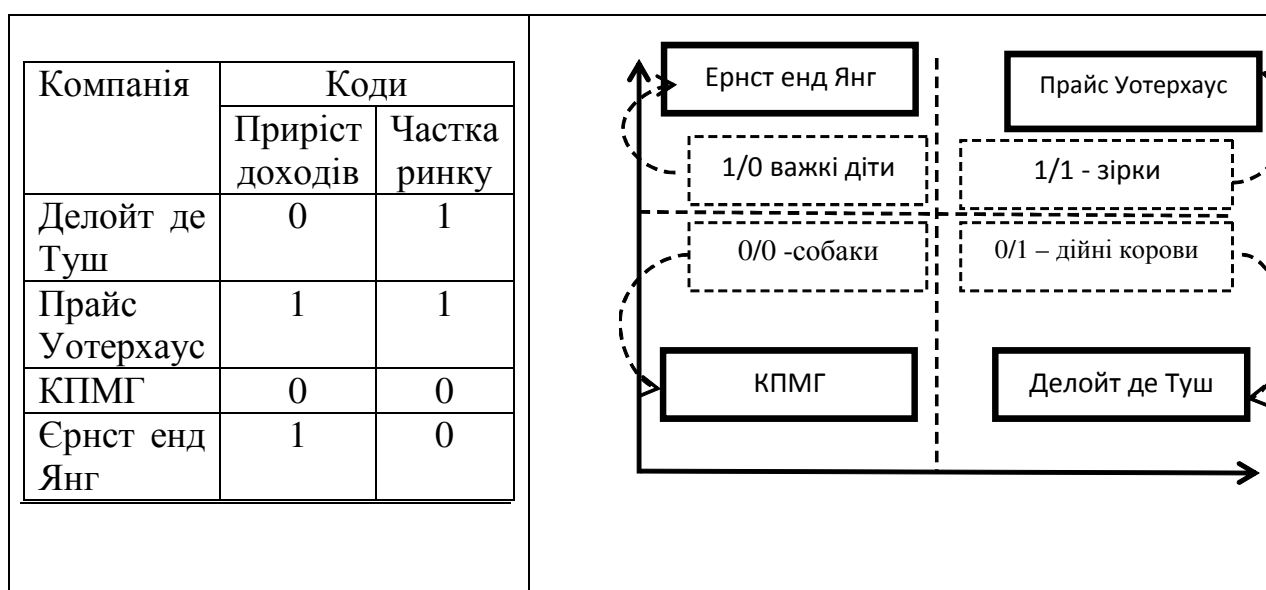 Компанія
Коди
Приріст
доходів
Частка
ринку
Делойт де
Туш
0
1
Прайс
Уотерхаус
1
1
КПМГ
0
0
Єрнст енд
Янг
1
0
Ернст енд Янг
Прайс Уотерхаус
1/0 важкі діти
1/1 - зірки
0/0 -собаки
0/1 – дійні корови
КПМГ
Делойт де Туш